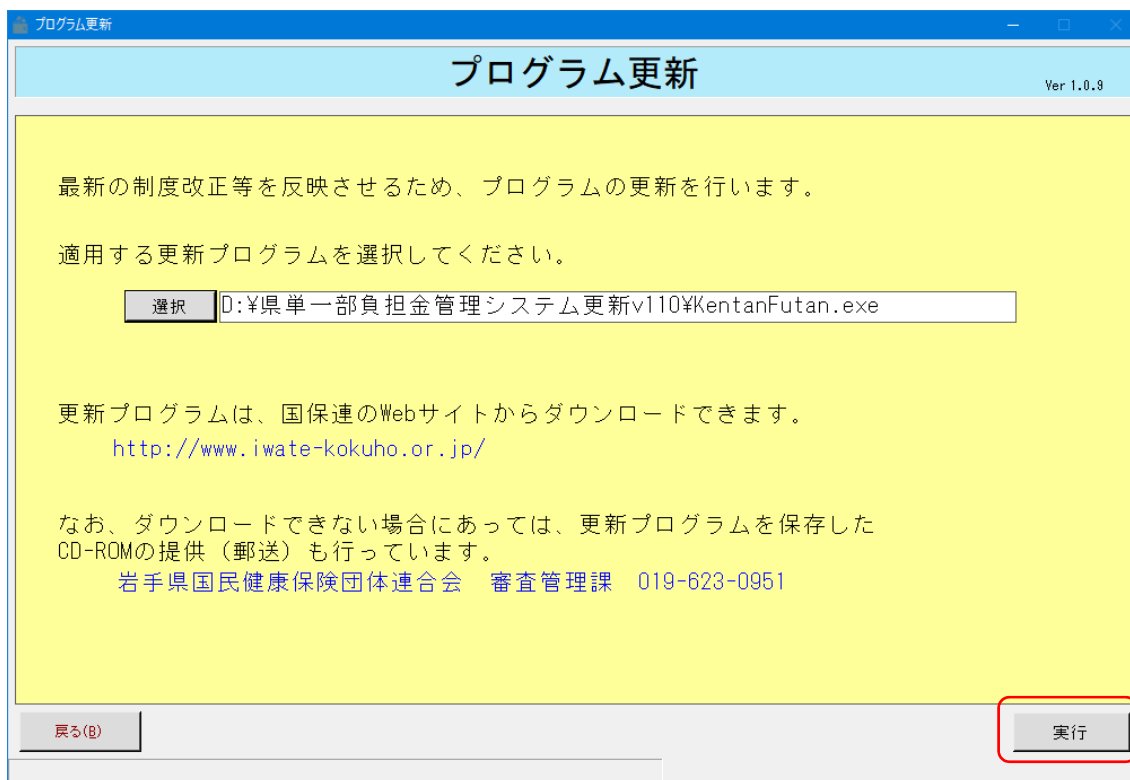 プログラム更新
プログラム更新
Ver 1.0.9
最新の制度改正等を反映させるため、プログラムの更新を行います。
適用する更新プログラムを選択してください。
選択 D:¥県単一部負担金管理システム更新v110¥KentanFutan.exe
更新プログラムは、国保連のWebサイトからダウンロードできます。
http://www.iwate-kokuho.or.jp/
なお、ダウンロードできない場合にあっては、更新プログラムを保存した
CD-ROMの提供（郵送）も行っています。
岩手県国民健康保険団体連合会　審査管理課　019-623-0951
戻る(B) 実行